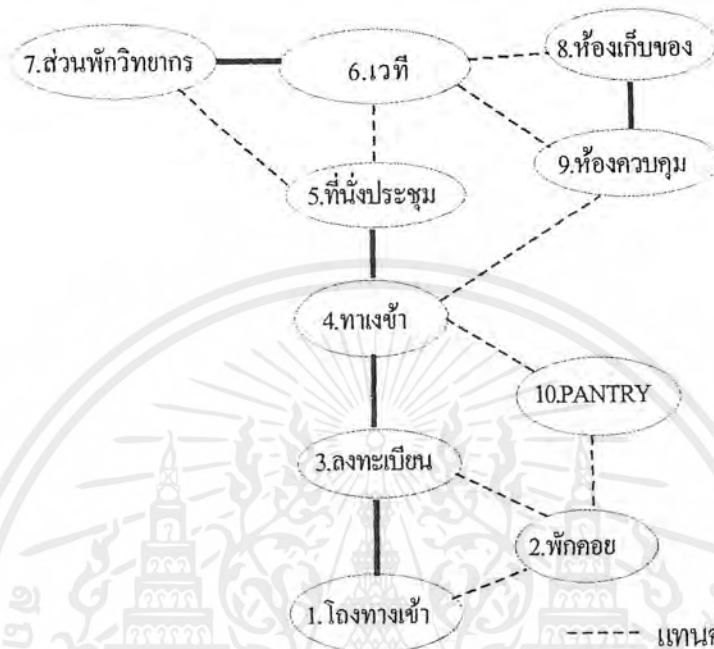 7.ส่วนพักวิทยากร
6.เวที
8.ห้องเก็บของ
9.ห้องควบคุม
5.ที่นั่งประชุม
4.ทาเงข้า
10.PANTRY
3.ลงทะเบียน
2.พักคอย
1.โถงทางเข้า